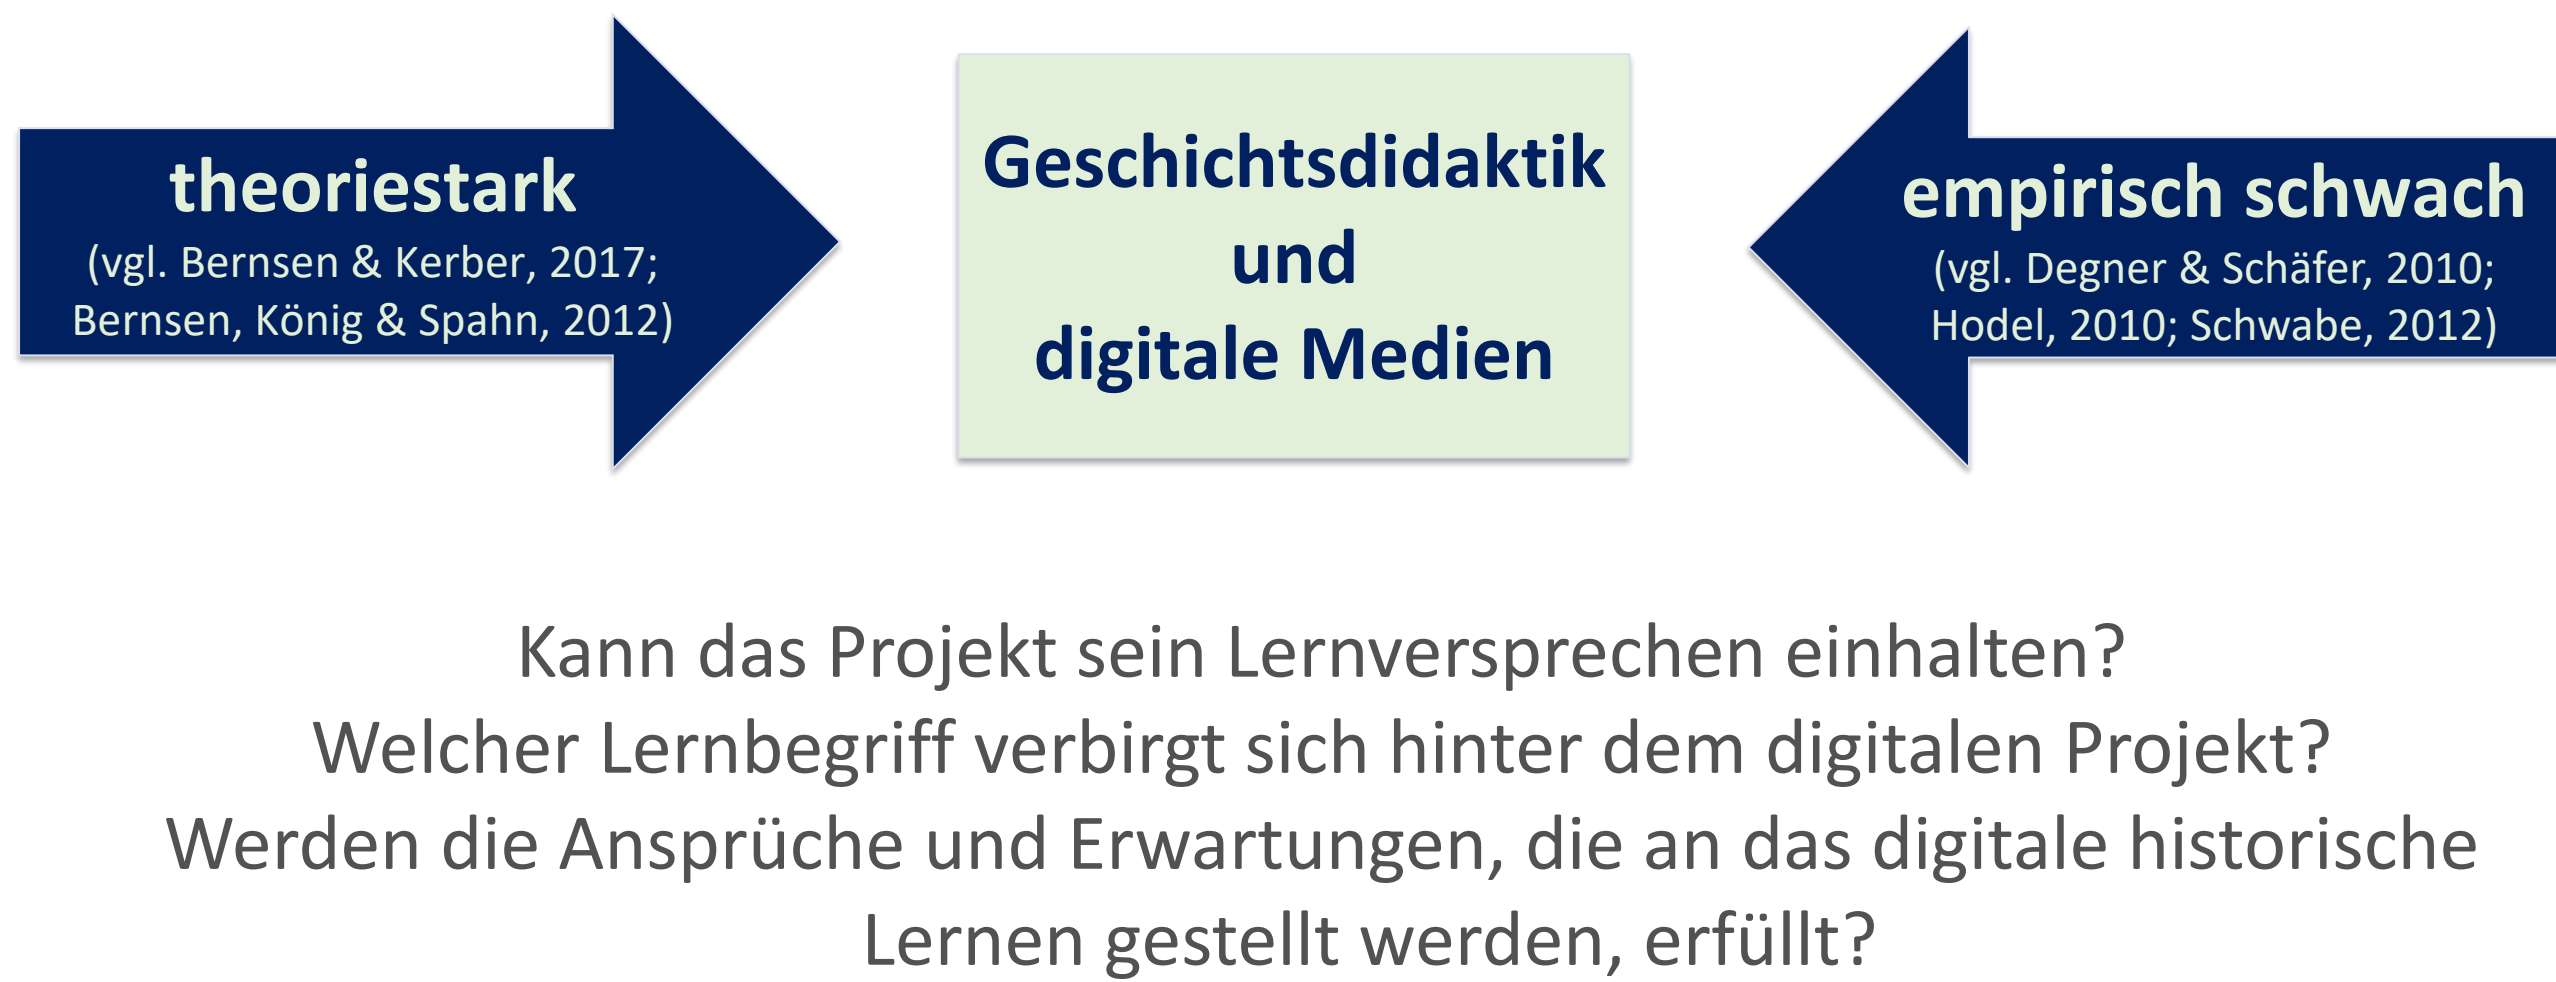 theoriestark
(vgl. Bernsen & Kerber, 2017;
Bernsen, König & Spahn, 2012)
Geschichtsdidaktik
und
digitale Medien
empirisch schwach
(vgl. Degner & Schäfer, 2010;
Hodel, 2010; Schwabe, 2012)
Kann das Projekt sein Lernversprechen einhalten?
Welcher Lernbegriff verbirgt sich hinter dem digitalen Projekt?
Werden die Ansprüche und Erwartungen, die an das digitale historische
Lernen gestellt werden, erfüllt?